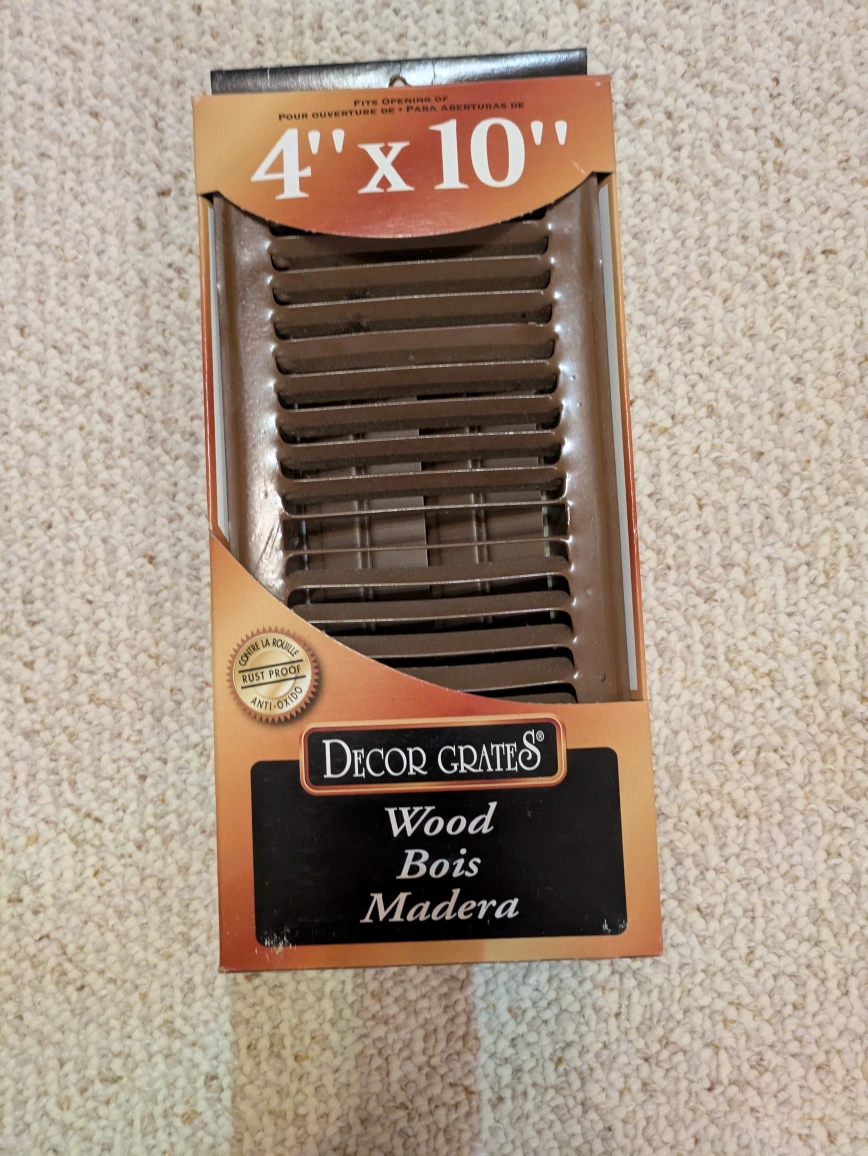 FITS OPENING OF
POUR OUVERTURE DE • PARA ABERTURAS DE
4" x 10"
CONTRE LA ROUILLE
RUST PROOF
ANTI-OXIDO
DECOR GRATES®
Wood
Bois
Madera